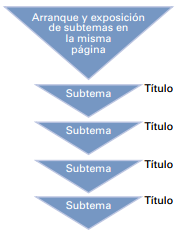 Arranque y exposición
de subtemas en
la misma
página
Título
Subtema
Título
Subtema
Título
Subtema
Título
Subtema